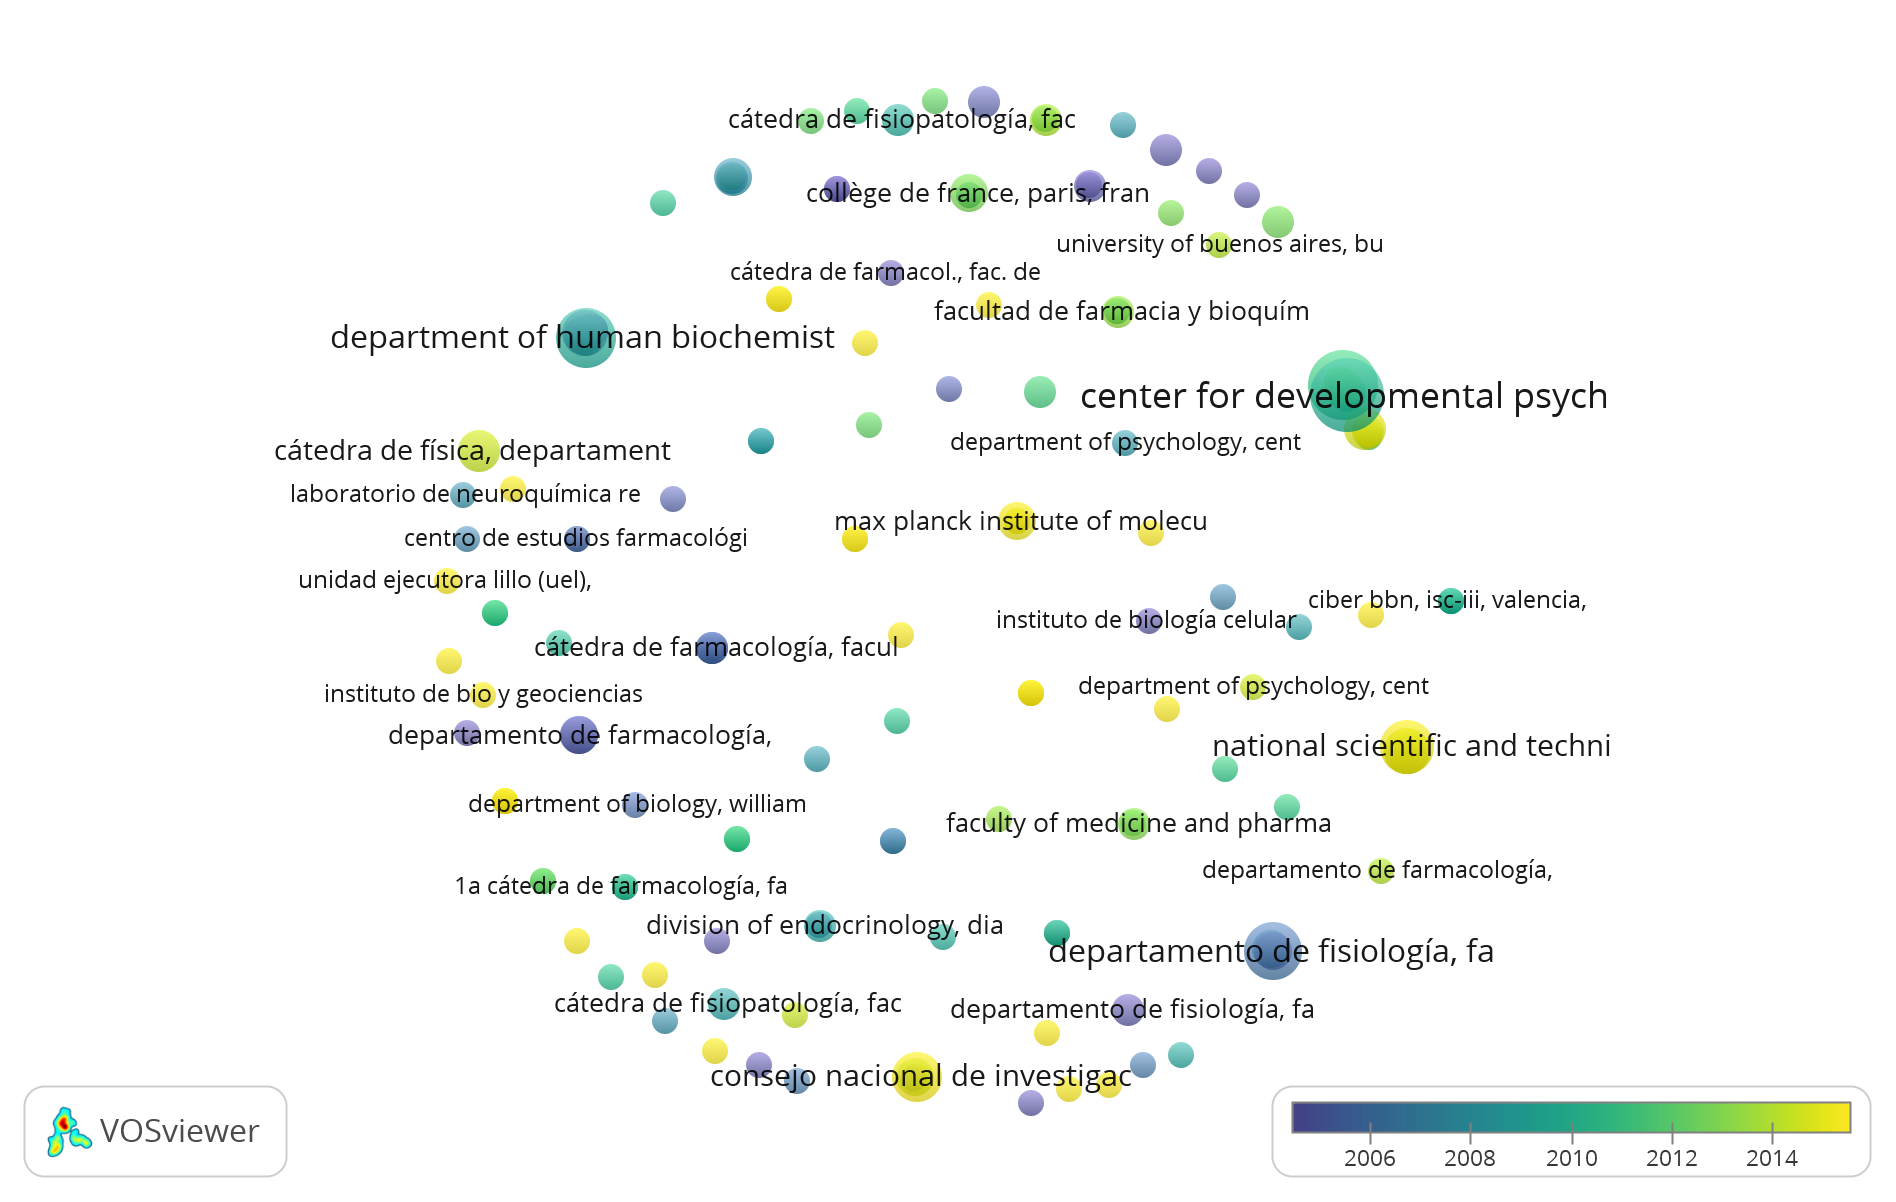 cátedra de fisiopatología, fac
collège de france, paris, fran
university of buenos aires, bu
cátedra de farmacol., fac. de
facultad de farmacia y bioquím
department of human biochemist
center for developmental psych
department of psychology, cent
cátedra de física, departament
laboratorio de neuroquímica re
max planck institute of molecu
centro de estudios farmacológi
unidad ejecutora lillo (uel),
ciber bbn, isc-iii, valencia,
instituto de biología celular
cátedra de farmacología, facul
department of psychology, cent
instituto de bio y geociencias
departamento de farmacología,
national scientific and techni
department of biology, william
faculty of medicine and pharma
departamento de farmacología,
1a cátedra de farmacología, fa
division of endocrinology, dia
departamento de fisiología, fa
cátedra de fisiopatología, fac
departamento de fisiología, fa
consejo nacional de investigac
VOSviewer
2006 2008 2010 2012 2014